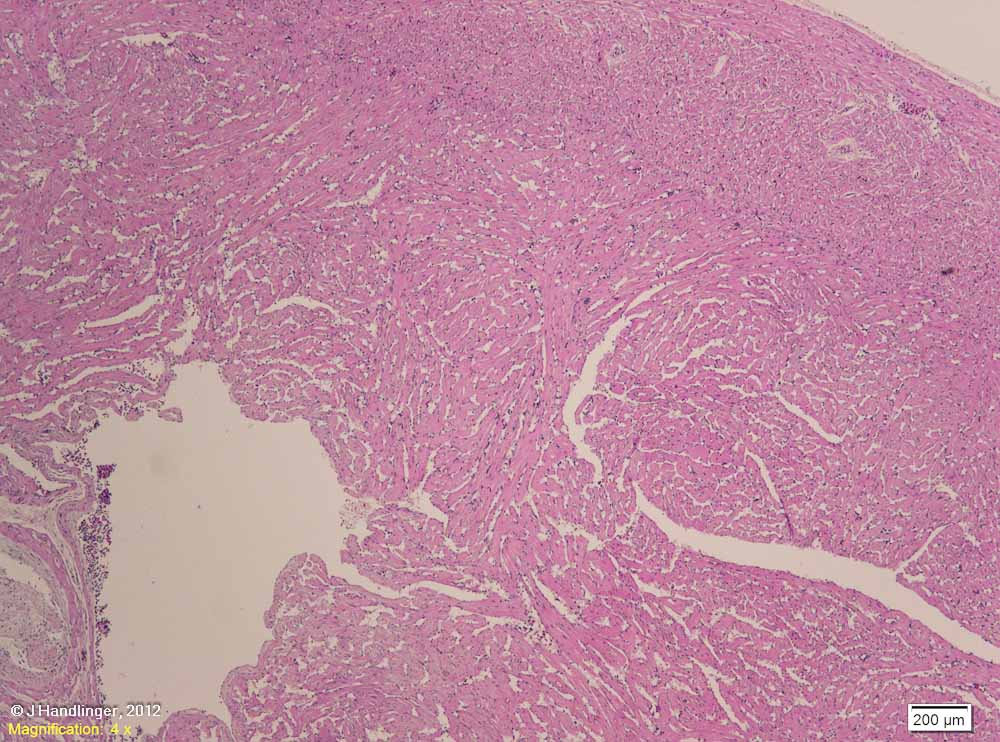 © J Handlinger, 2012
Magnification: 4 x
200 µm